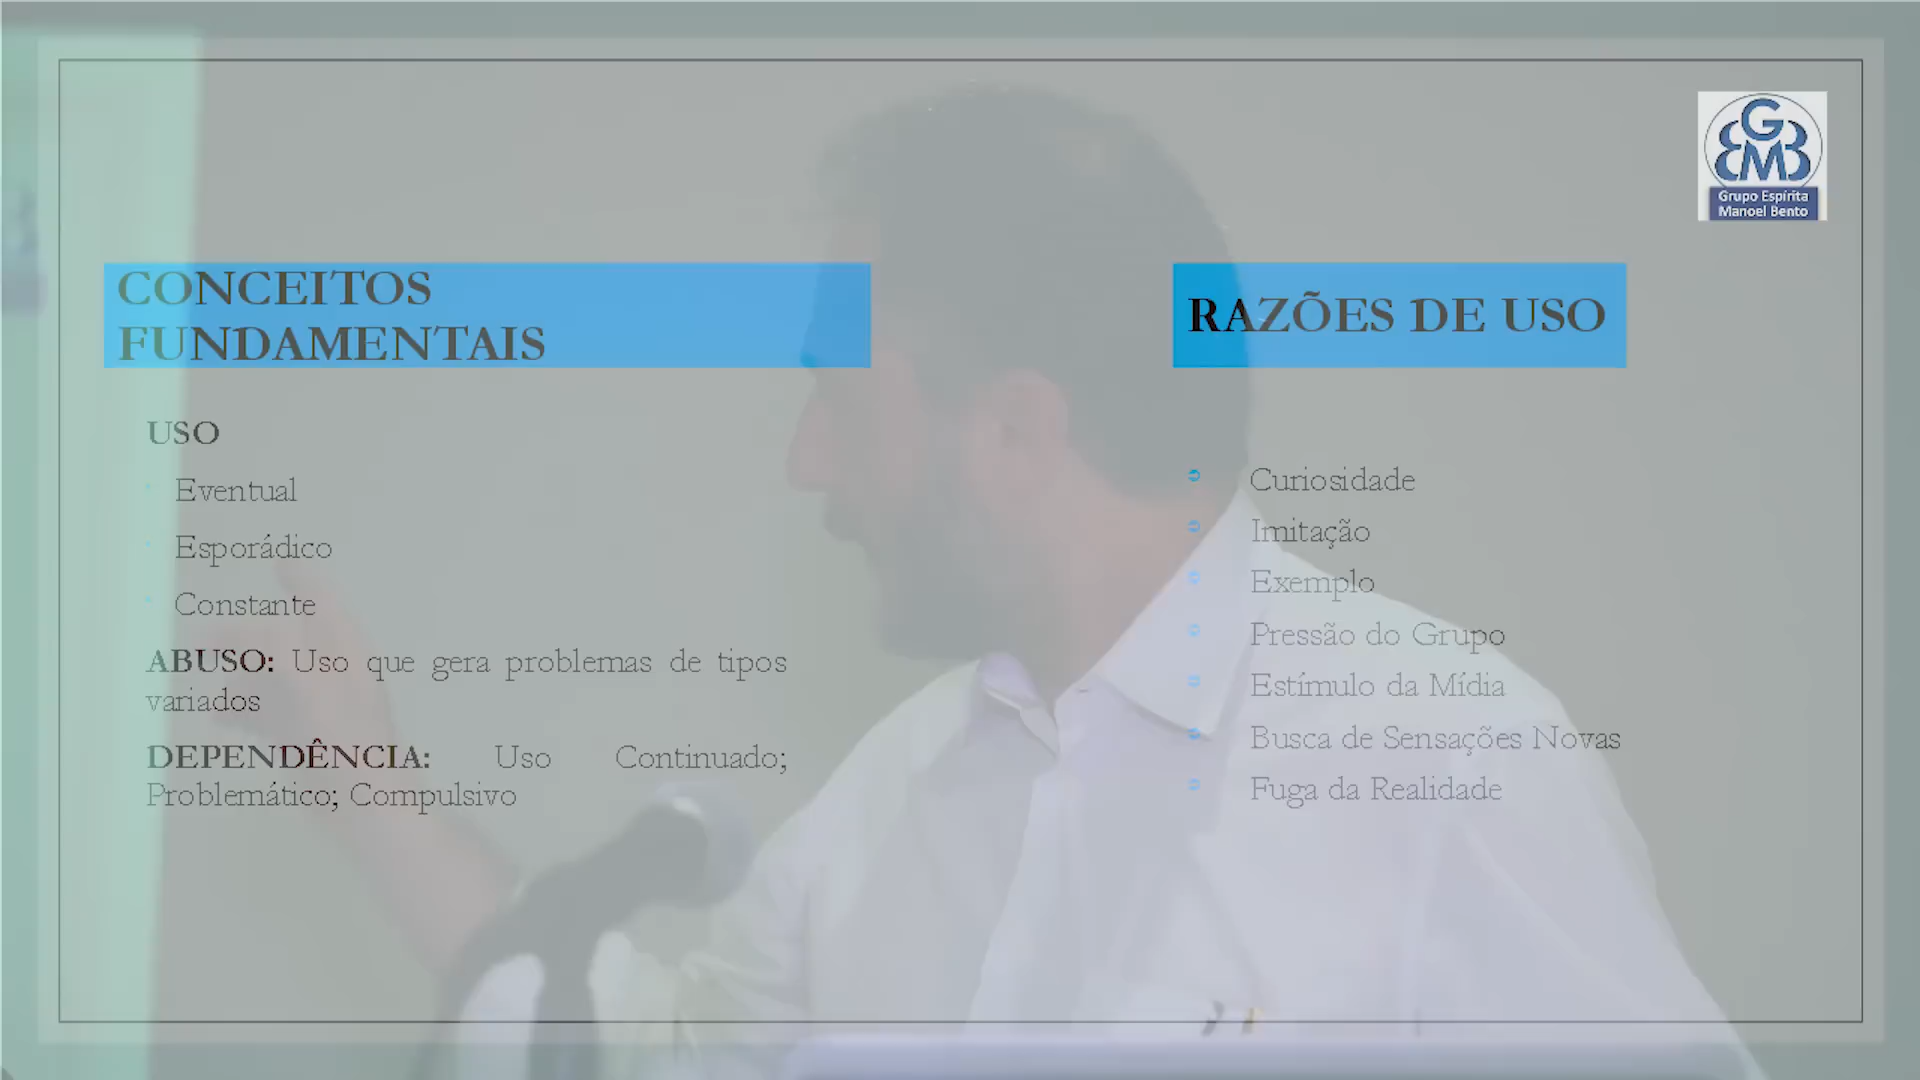 GEMB
Grupo Espírita
Manoel Bento
CONCEITOS
FUNDAMENTAIS
USO
Eventual
Esporádico
Constante
ABUSO: Uso que gera problemas de tipos
variados
DEPENDÊNCIA: Uso Continuado;
Problemático; Compulsivo
RAZÕES DE USO
Curiosidade
Imitação
Exemplo
Pressão do Grupo
Estímulo da Mídia
Busca de Sensações Novas
Fuga da Realidade